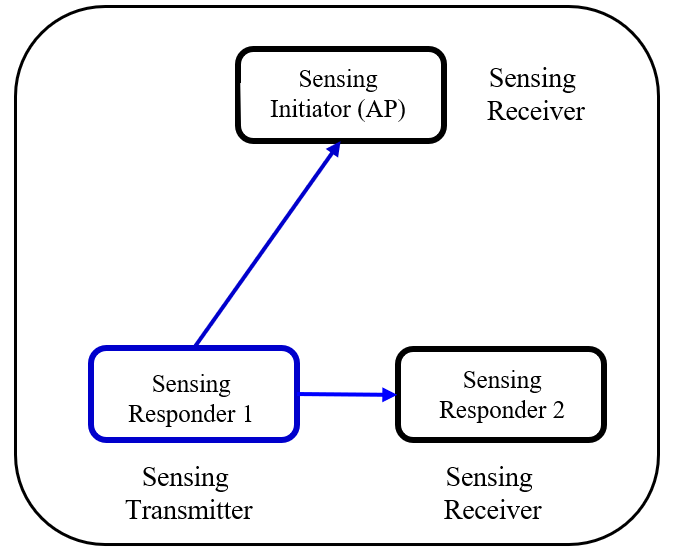 Sensing
Initiator (AP)
Sensing
Receiver
Sensing
Responder 1
Sensing
Responder 2
Sensing
Transmitter
Sensing
Receiver